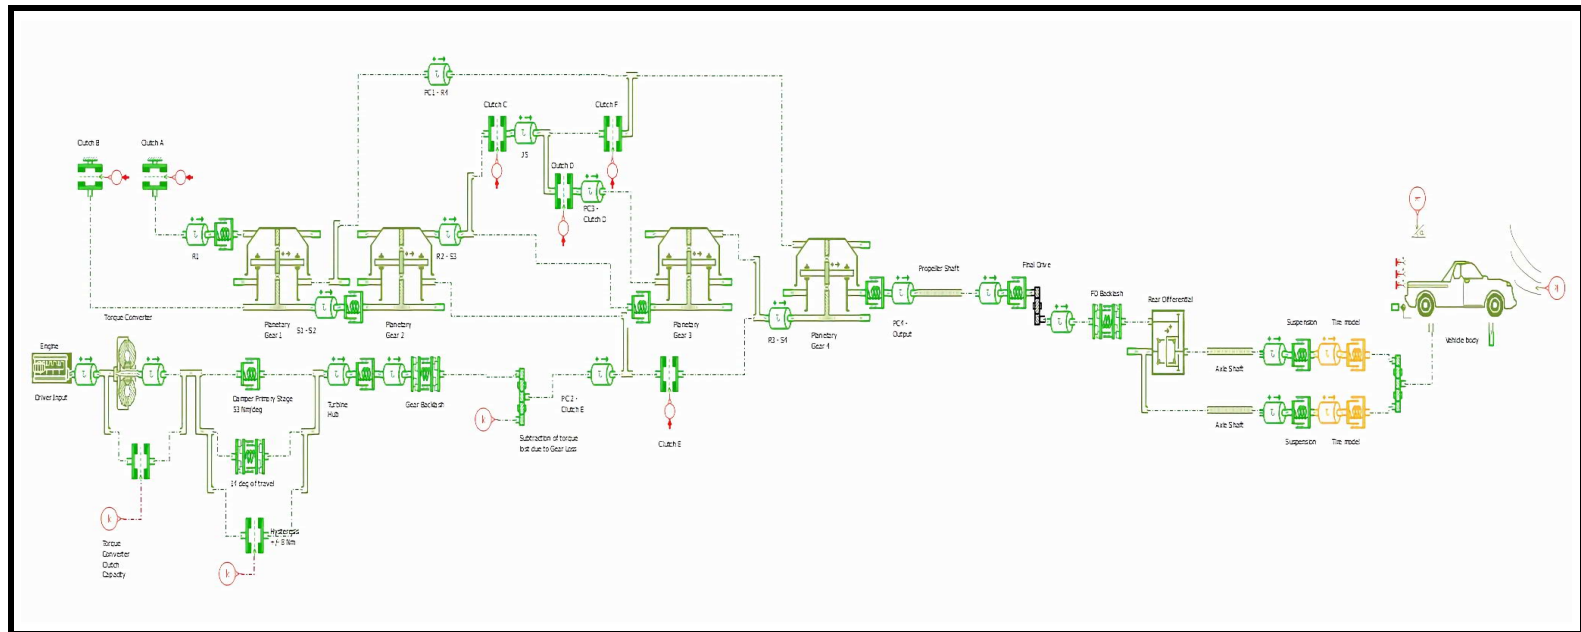 PC1 - R4
Clutch C
Clutch F
J5
Clutch B
Clutch A
Clutch D
PC3 -
Clutch D
R1
R2 - S3
Propeller Shaft
Final Drive
FD Backlash
Rear Differential
Torque Converter
Planetary
Gear 1
S1 - S2
Planetary
Gear 2
Planetary
Gear 3
R3 - S4
Planetary
Gear 4
PC4 -
Output
Suspension
Tire model
Vehicle body
Engine
Driver Input
Damper Primary Stage
53 Nm/deg
Turbine
Hub
Gear Backlash
PC2 -
Clutch E
Axle Shaft
Axle Shaft
Suspension
Tire model
Subtraction of torque
lost due to Gear Loss
Clutch E
14 deg of travel
Hysteresis
+/- 8 Nm
k
k
k
Torque
Converter
Clutch
Capacity